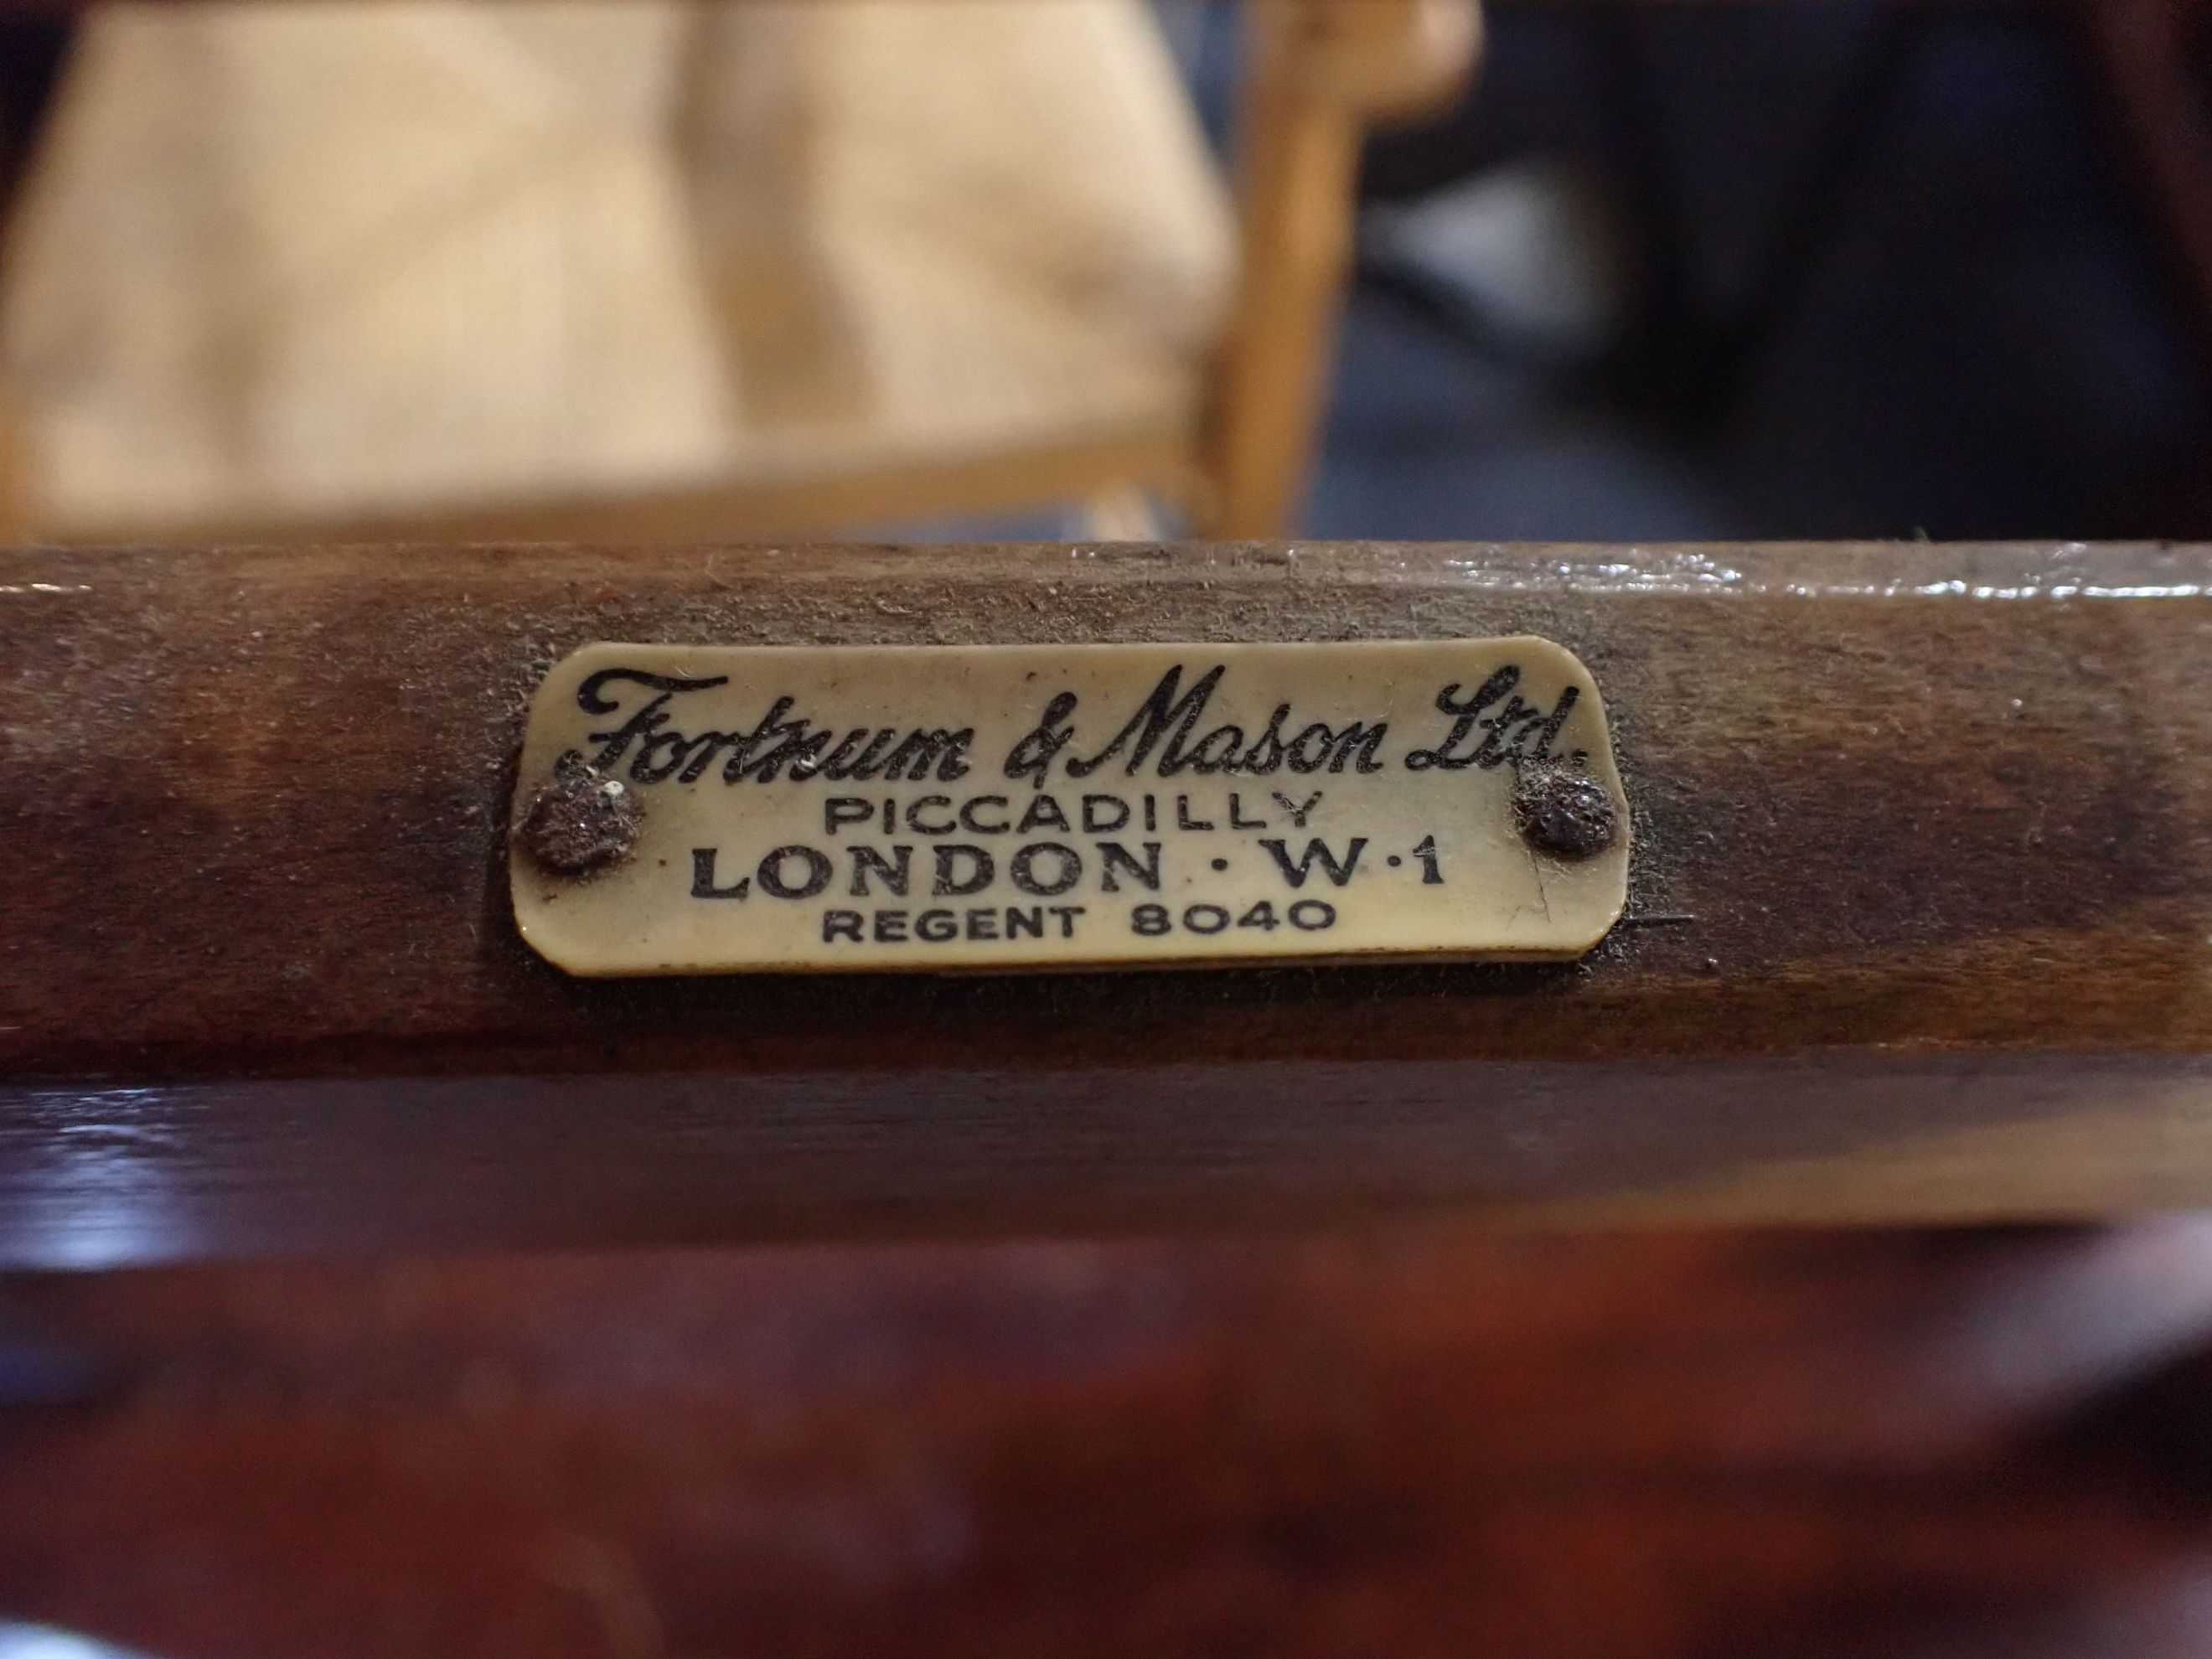 Fortnum & Mason Ltd.
PICCADILLY
LONDON · W·1
REGENT 8040